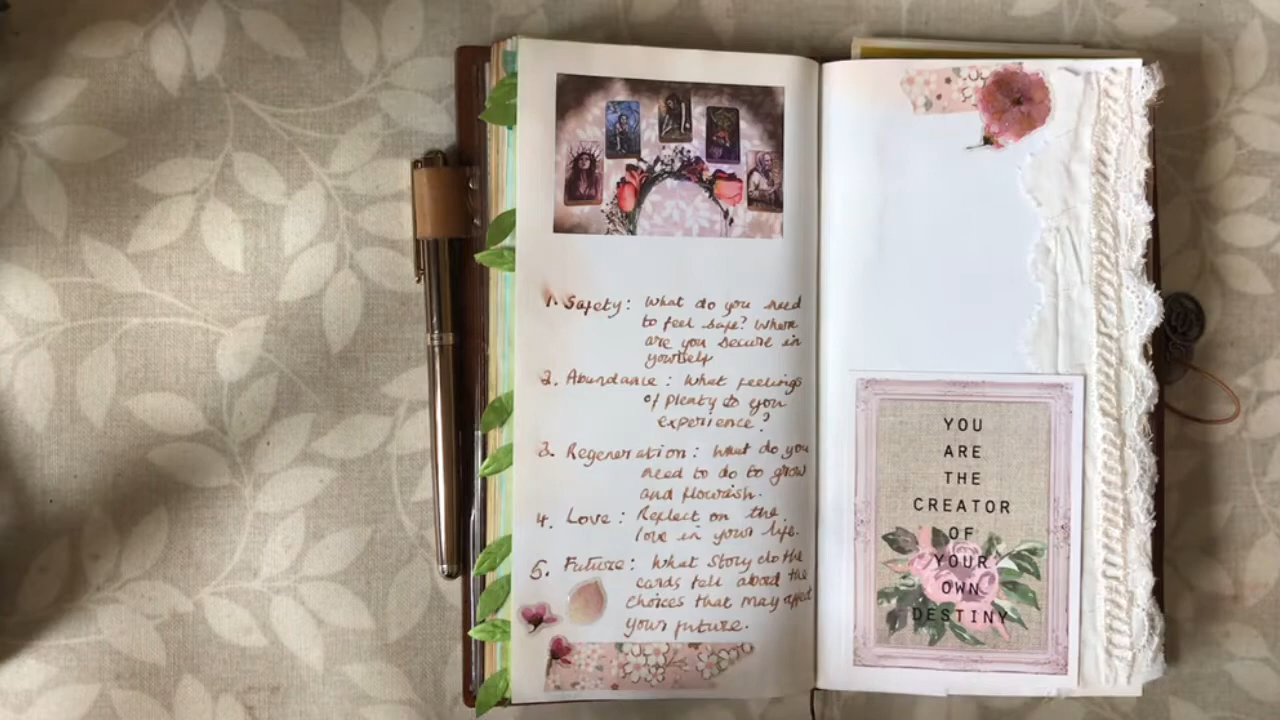 1. Safety: What do you need
to feel safe? Where
are you secure in
yourself
2. Abundance: What feelings
of plenty do you
experience?
3. Regeneration: What do you
need to do to grow
and flourish.
4. Love: Reflect on the
love in your life.
5. Future: What story do the
cards tell about the
choices that may affect
your future.
YOU
ARE
THE
CREATOR
OF
YOUR
OWN
DESTINY